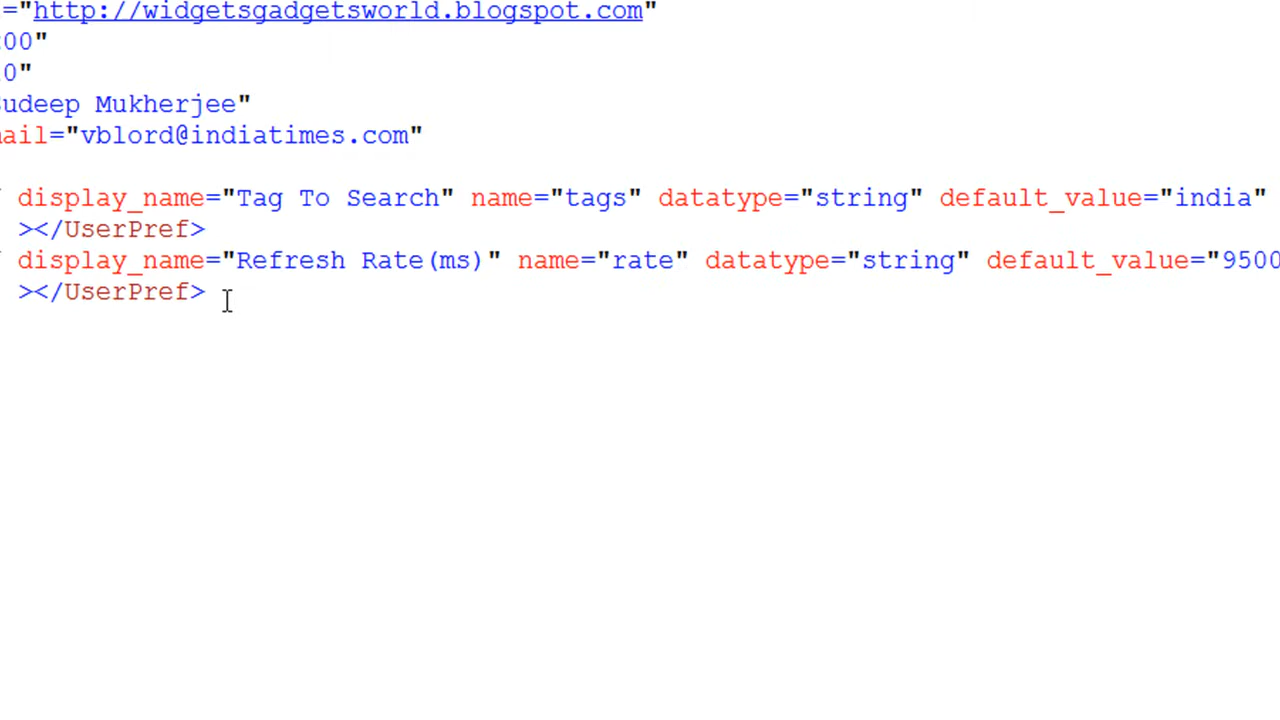 ="http://widgetsgadgetsworld.blogspot.com"
00"
0"
udeep Mukherjee"
ail="vblord@indiatimes.com"
display_name="Tag To Search" name="tags" datatype="string" default_value="india"
></UserPref>
display_name="Refresh Rate(ms)" name="rate" datatype="string" default_value="9500
></UserPref>